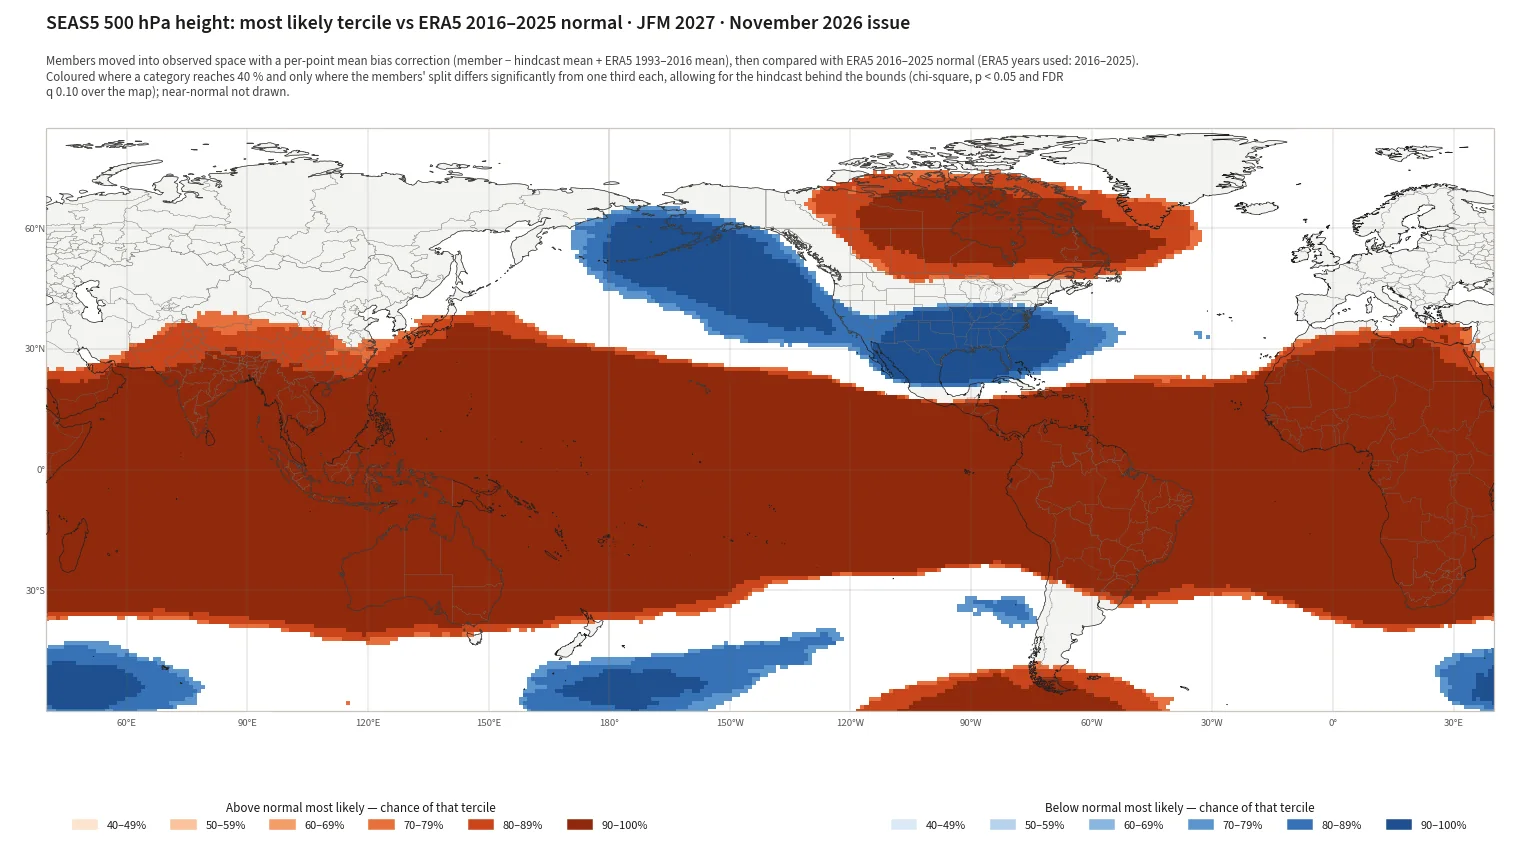 SEAS5 500 hPa height: most likely tercile vs ERA5 2016–2025 normal · JFM 2027 · November 2026 issue
Members moved into observed space with a per-point mean bias correction (member − hindcast mean + ERA5 1993–2016 mean), then compared with ERA5 2016–2025 normal (ERA5 years used: 2016–2025).
Coloured where a category reaches 40 % and only where the members' split differs significantly from one third each, allowing for the hindcast behind the bounds (chi-square, p < 0.05 and FDR
q 0.10 over the map); near-normal not drawn.
60°N
30°N
0°
30°S
60°E 90°E 120°E 150°E 180° 150°W 120°W 90°W 60°W 30°W 0° 30°E
Above normal most likely — chance of that tercile
40–49% 50–59% 60–69% 70–79% 80–89% 90–100%
Below normal most likely — chance of that tercile
40–49% 50–59% 60–69% 70–79% 80–89% 90–100%